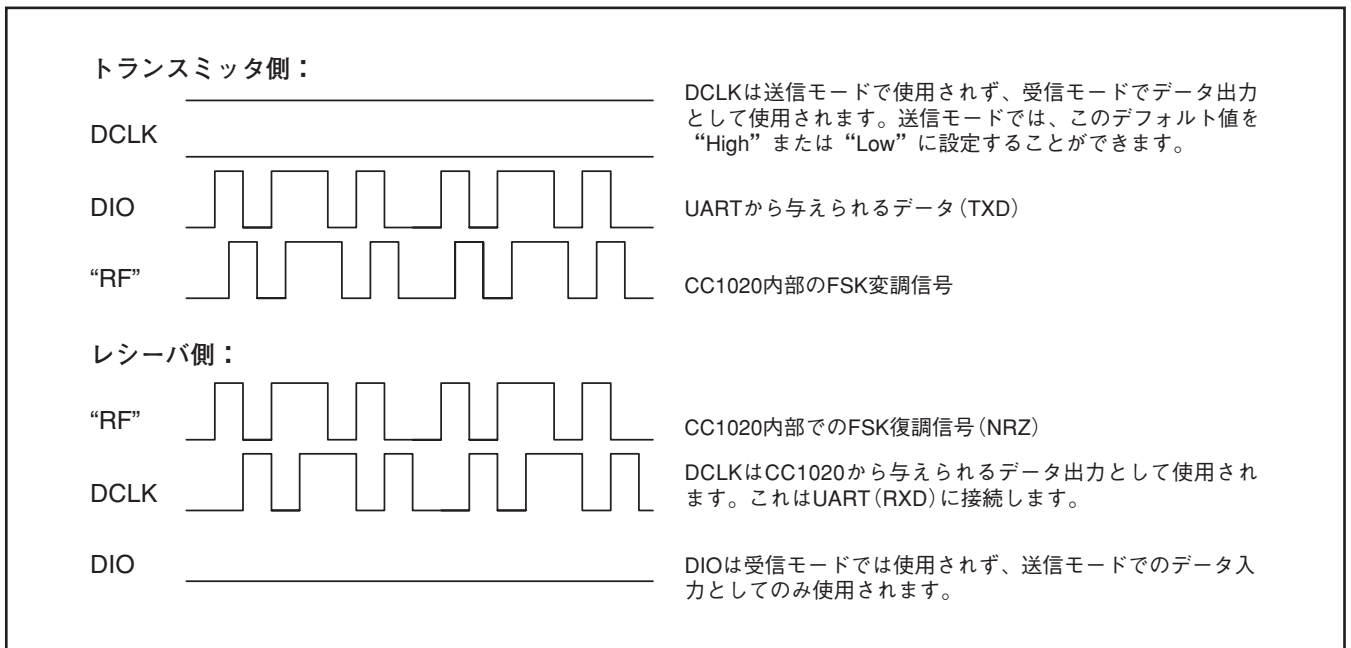 トランスミッタ側：
DCLK
DCLKは送信モードで使用されず、受信モードでデータ出力
として使用されます。送信モードでは、このデフォルト値を
“High”または“Low”に設定することができます。
DIO
UARTから与えられるデータ(TXD)
“RF”
CC1020内部のFSK変調信号
レシーバ側：
“RF”
CC1020内部でのFSK復調信号(NRZ)
DCLK
DCLKはCC1020から与えられるデータ出力として使用され
ます。これはUART(RXD)に接続します。
DIO
DIOは受信モードでは使用されず、送信モードでのデータ入
力としてのみ使用されます。